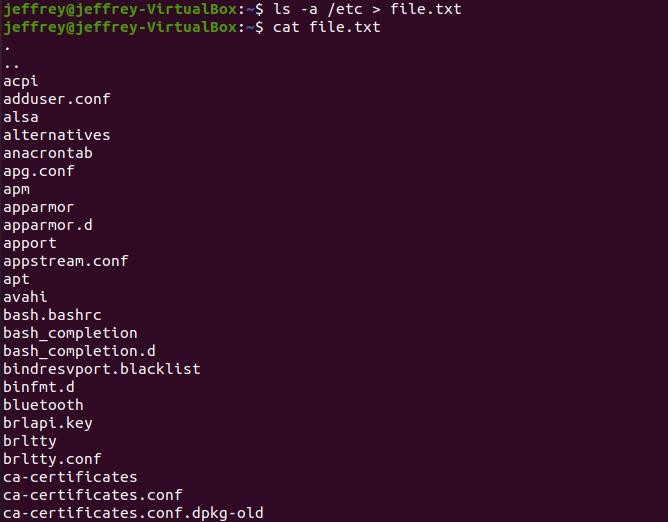 jeffrey@jeffrey-VirtualBox:~$ ls -a /etc > file.txt
jeffrey@jeffrey-VirtualBox:~$ cat file.txt
.
..
acpi
adduser.conf
alsa
alternatives
anacrontab
apg.conf
apm
apparmor
apparmor.d
apport
appstream.conf
apt
avahi
bash.bashrc
bash_completion
bash_completion.d
bindresvport.blacklist
binfmt.d
bluetooth
brlapi.key
brltty
brltty.conf
ca-certificates
ca-certificates.conf
ca-certificates.conf.dpkg-old